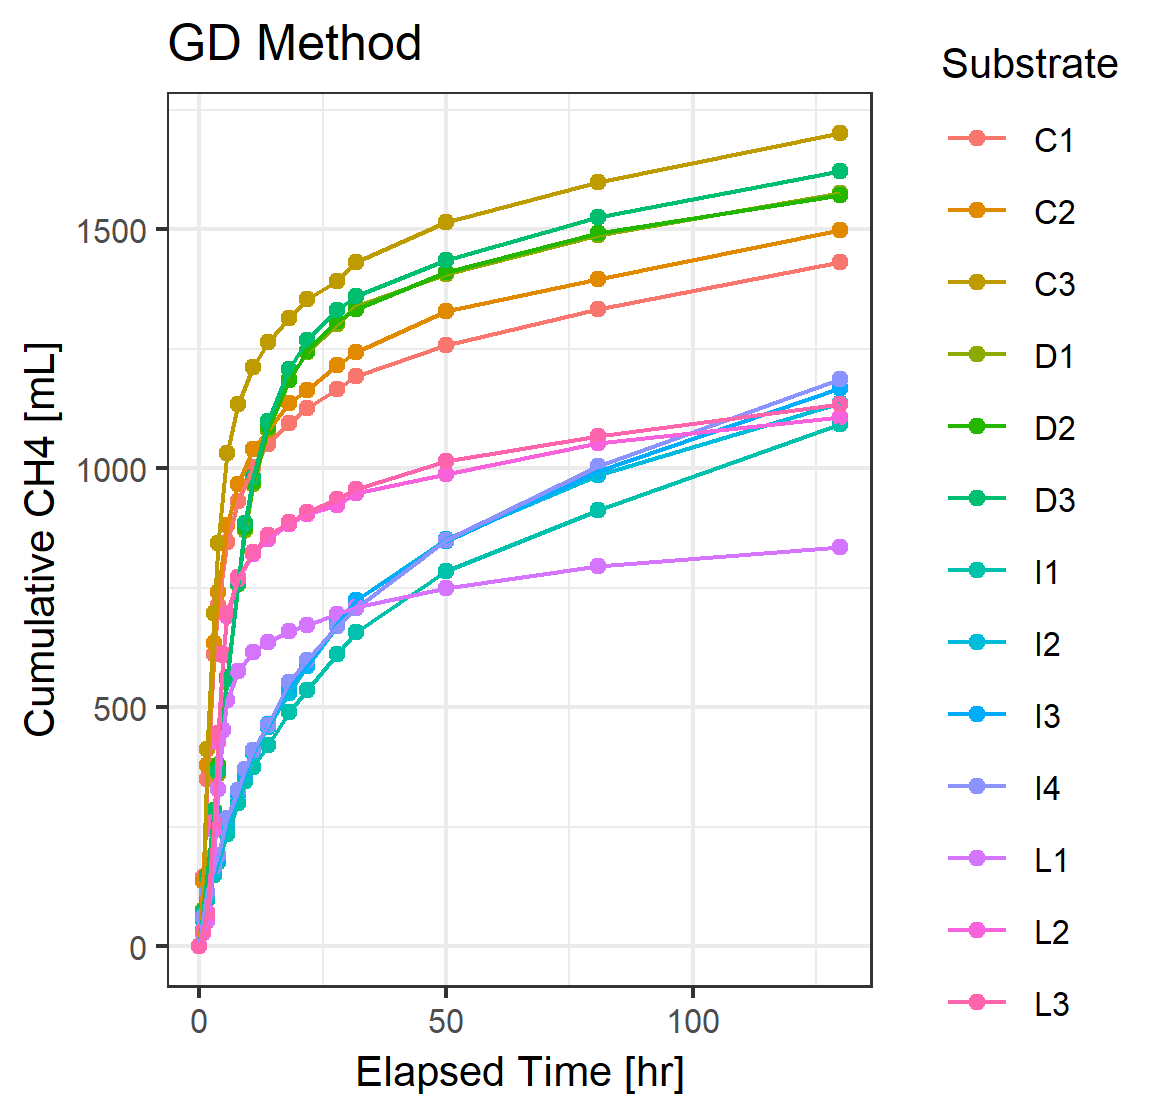 GD Method
Cumulative CH4 [mL]
1500
1000
500
0
0 50 100
Elapsed Time [hr]
Substrate
C1
C2
C3
D1
D2
D3
I1
I2
I3
I4
L1
L2
L3